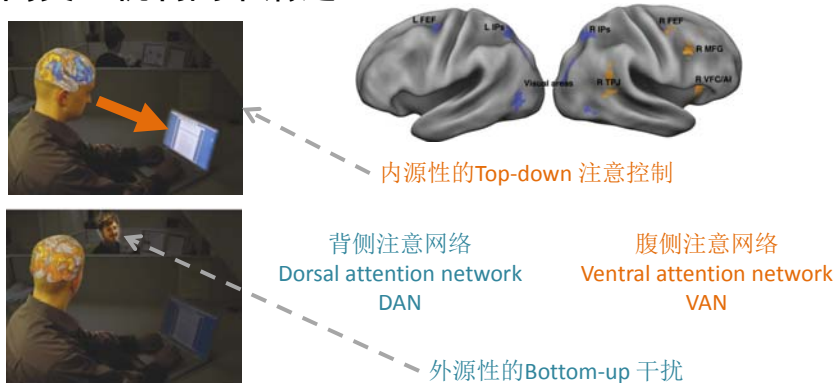 L FEF
L IPs
R IPs
R FEF
R MFG
Visual areas
R TPJ
R VFC/AI
内源性的Top-down 注意控制
背侧注意网络
Dorsal attention network
DAN
腹侧注意网络
Ventral attention network
VAN
外源性的Bottom-up 干扰